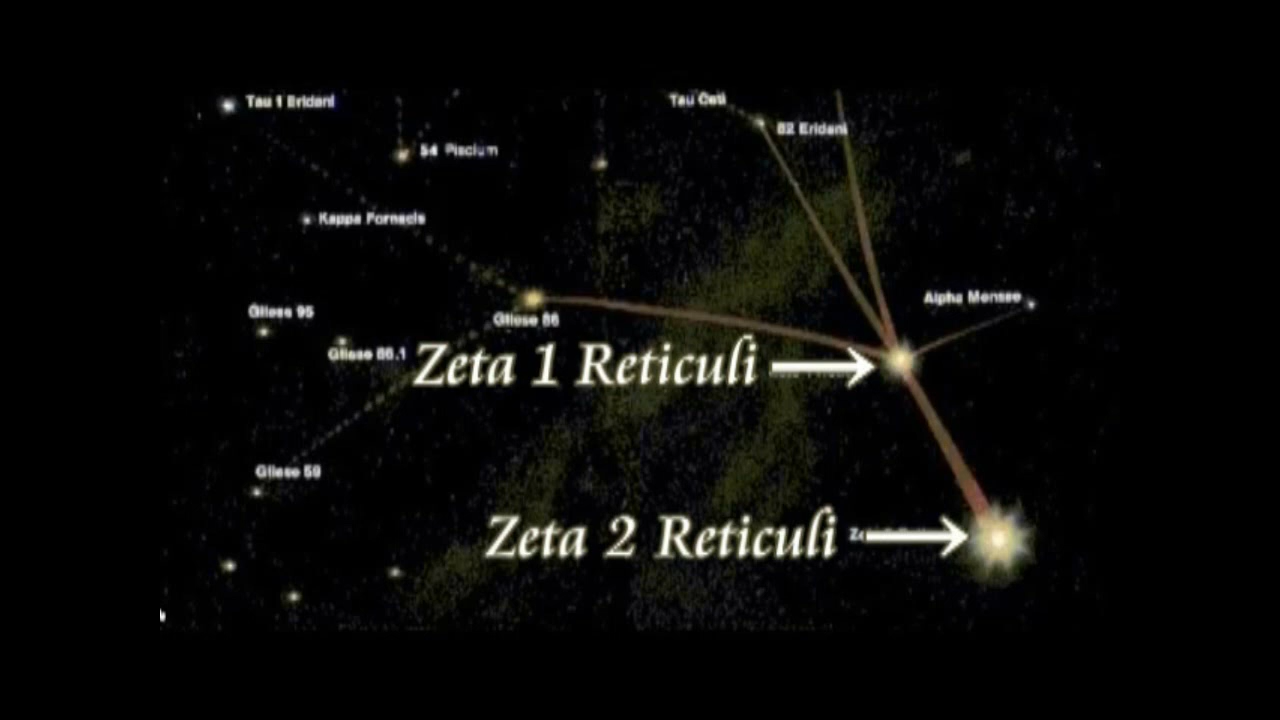 Tau Ceti
Tau 1 Eridani
82 Eridani
54 Piscium
Kappa Fornacis
Alpha Mensae
Gliese 95
Gliese 86
Gliese 86.1
Zeta 1 Reticuli
Gliese 59
Zeta 2 Reticuli